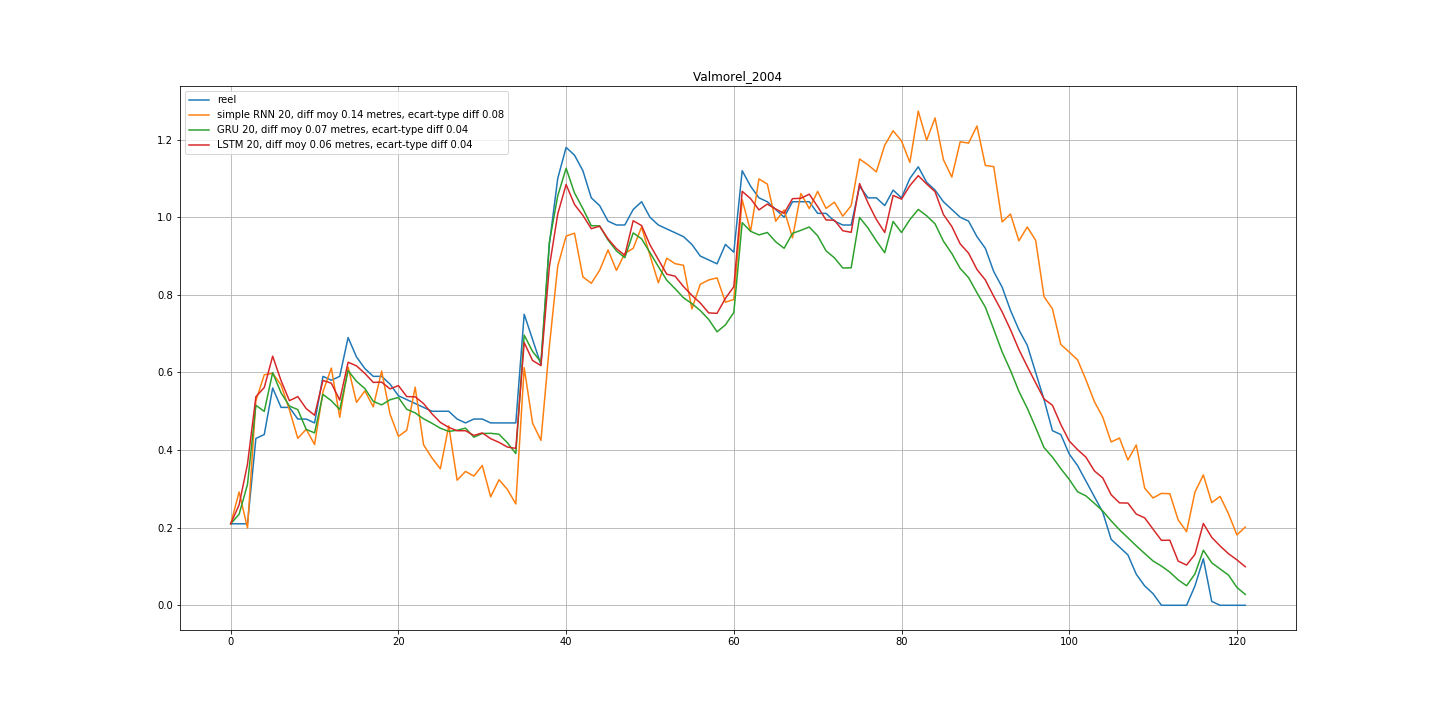 Valmorel_2004
reel
simple RNN 20, diff moy 0.14 metres, ecart-type diff 0.08
GRU 20, diff moy 0.07 metres, ecart-type diff 0.04
LSTM 20, diff moy 0.06 metres, ecart-type diff 0.04
1.2
1.0
0.8
0.6
0.4
0.2
0.0
0 20 40 60 80 100 120